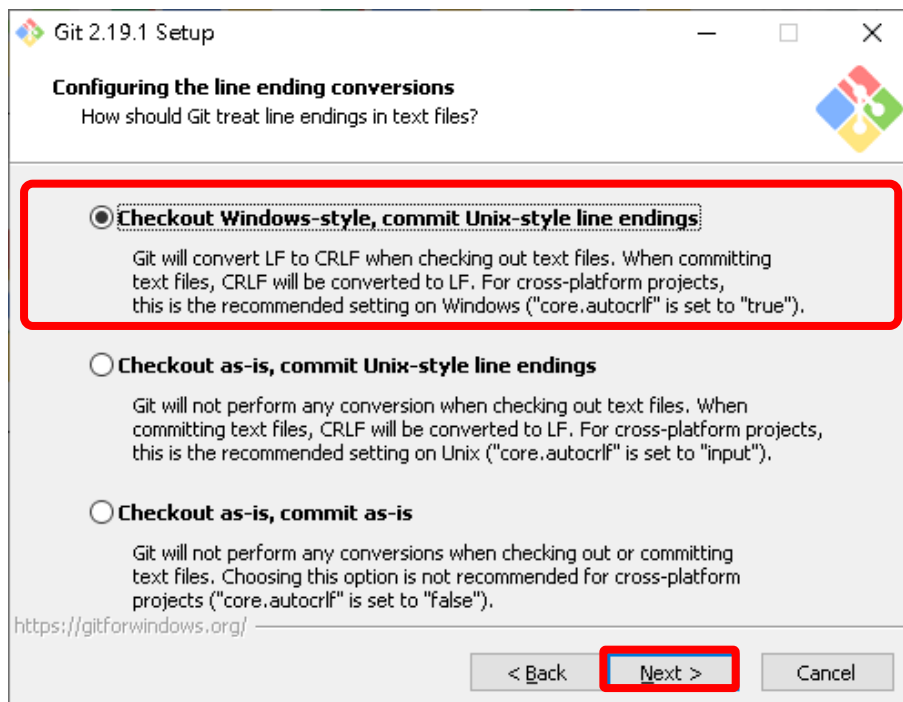 Git 2.19.1 Setup
Configuring the line ending conversions
How should Git treat line endings in text files?
Checkout Windows-style, commit Unix-style line endings
Git will convert LF to CRLF when checking out text files. When committing
text files, CRLF will be converted to LF. For cross-platform projects,
this is the recommended setting on Windows ("core.autocrlf" is set to "true").
Checkout as-is, commit Unix-style line endings
Git will not perform any conversion when checking out text files. When
committing text files, CRLF will be converted to LF. For cross-platform projects,
this is the recommended setting on Unix ("core.autocrlf" is set to "input").
Checkout as-is, commit as-is
Git will not perform any conversions when checking out or committing
text files. Choosing this option is not recommended for cross-platform
projects ("core.autocrlf" is set to "false").
https://gitforwindows.org/
< Back Next > Cancel